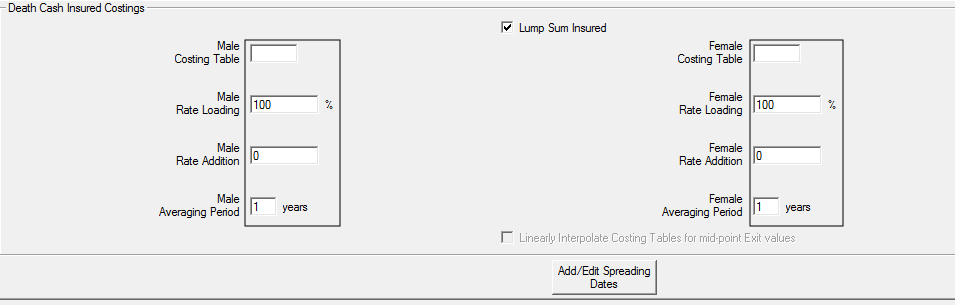 Death Cash Insured Costings
Lump Sum Insured
Male
Costing Table
Female
Costing Table
Male
Rate Loading
100 %
Female
Rate Loading
100 %
Male
Rate Addition
0
Female
Rate Addition
0
Male
Averaging Period
1 years
Female
Averaging Period
1 years
Linearly Interpolate Costing Tables for mid-point Exit values
Add/Edit Spreading
Dates